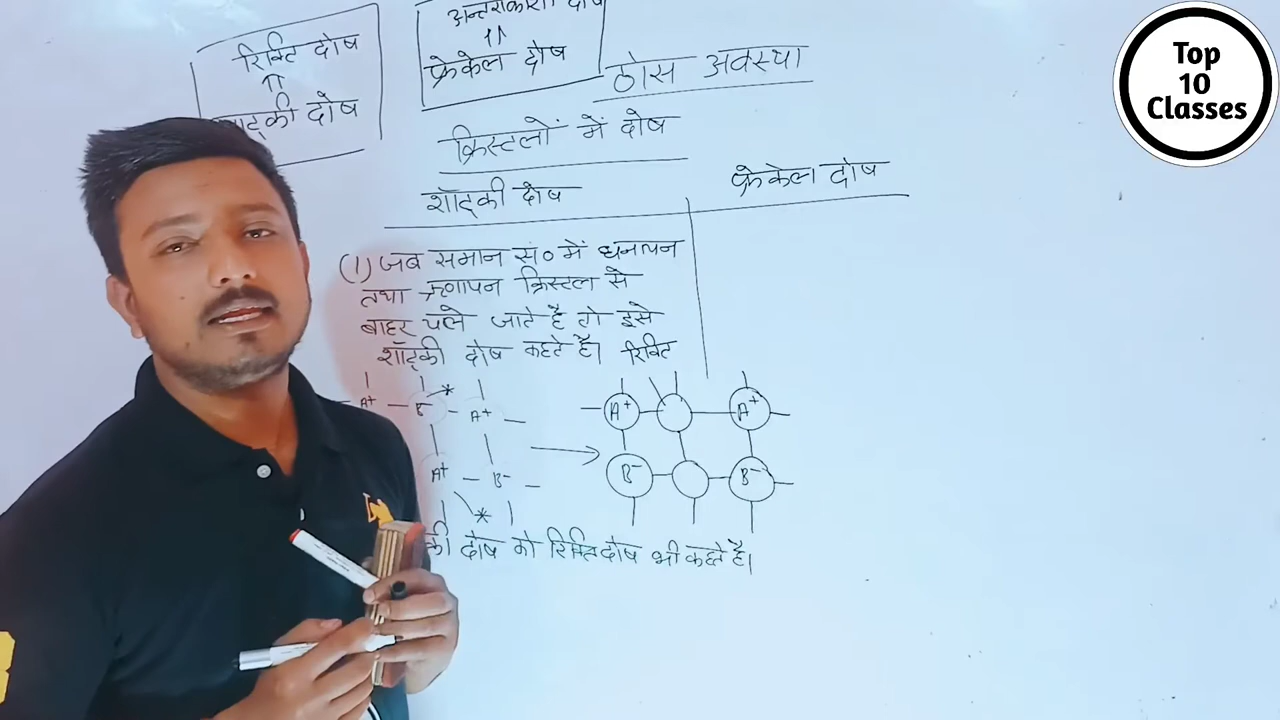 रिक्ति दोष
⇑
शाट्की दोष
अन्तराकाशी दोष
⇑
फ्रेंकेल दोष
ठोस अवस्था
Top
10
Classes
क्रिस्टलों में दोष
शॉट्की दोष
फ्रेंकेल दोष
(1) जब समान सं० में धनायन
तथा ऋणायन क्रिस्टल से
बाहर चले जाते है तो इसे
शॉट्की दोष कहते है। रिक्ति
A+ B- A+
A+ A+
A+ B-
B- B-
की दोष को रिक्ति दोष भी कहते है।